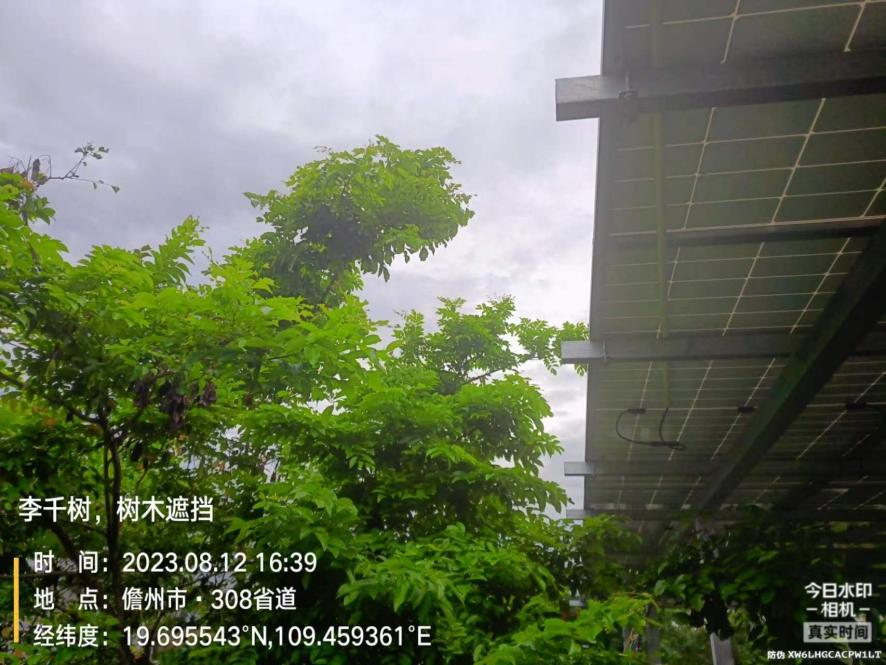 李千树，树木遮挡
时 间：2023.08.12 16:39
地 点：儋州市·308省道
经纬度：19.695543°N,109.459361°E
今日水印
-相机-
真实时间
防伪 XW6LHGCACPW1LT